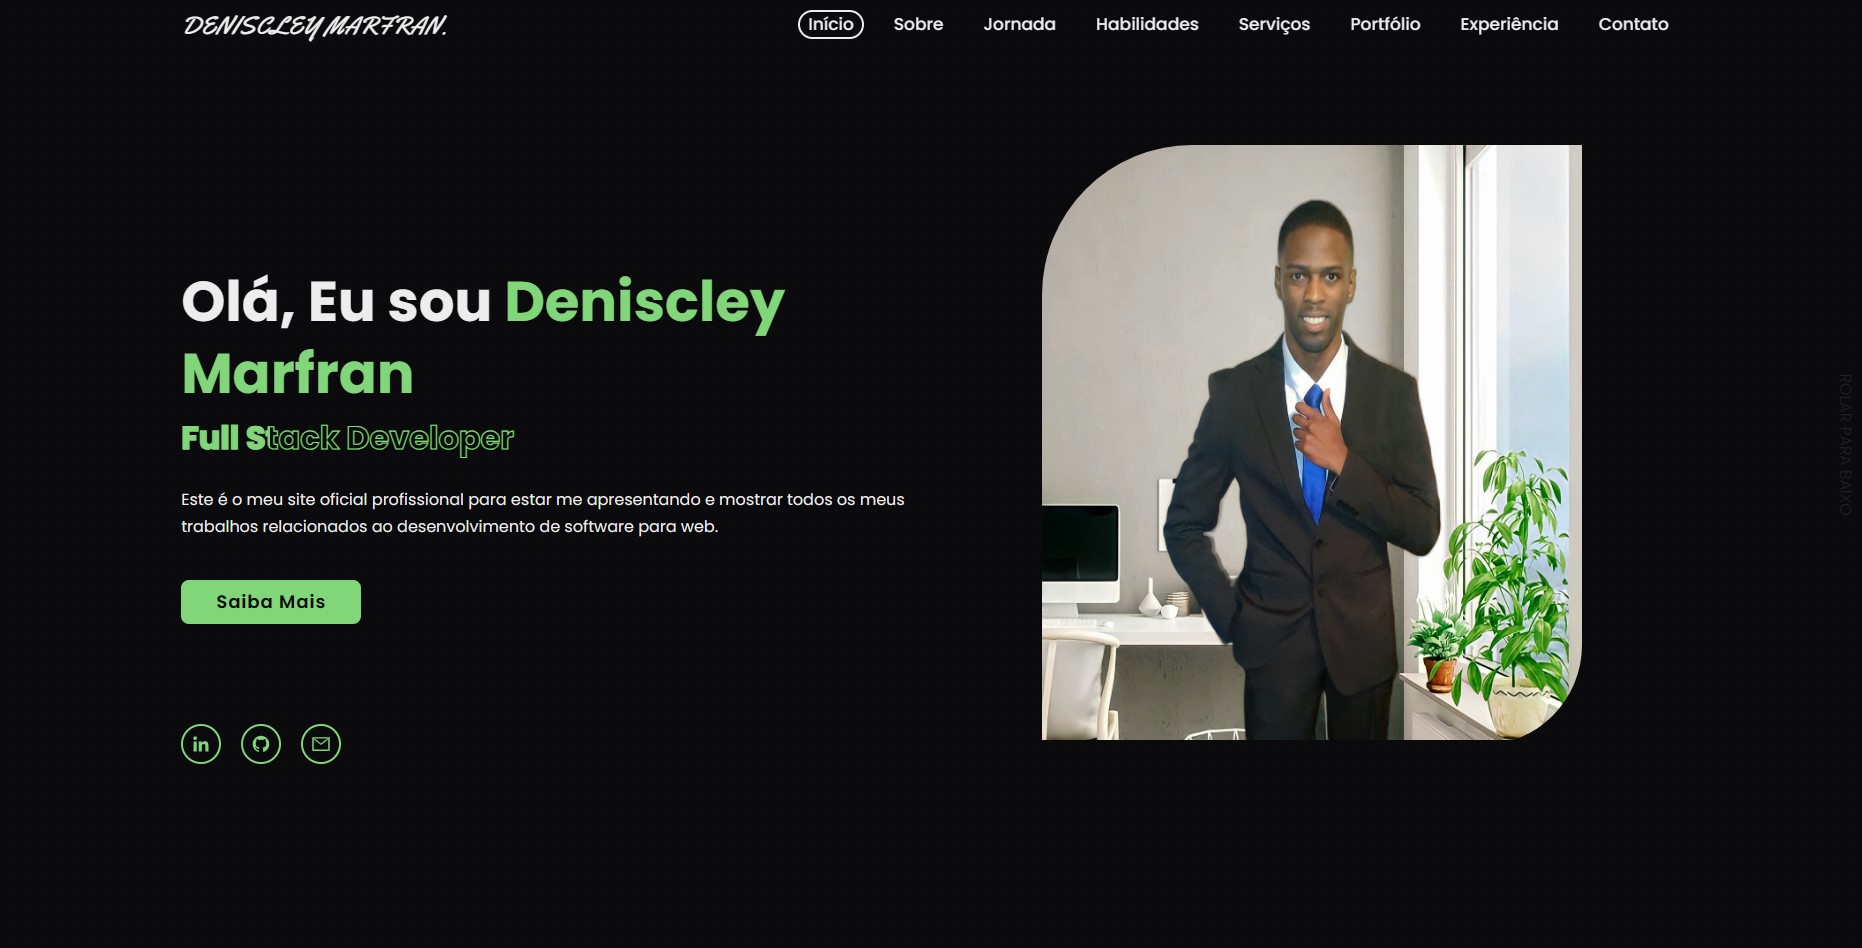 DENISCLEY MARFRAN.
Início Sobre Jornada Habilidades Serviços Portfólio Experiência Contato
Olá, Eu sou Deniscley
Marfran
Full Stack Developer
Este é o meu site oficial profissional para estar me apresentando e mostrar todos os meus
trabalhos relacionados ao desenvolvimento de software para web.
Saiba Mais
in
ROLAR PARA BAIXO